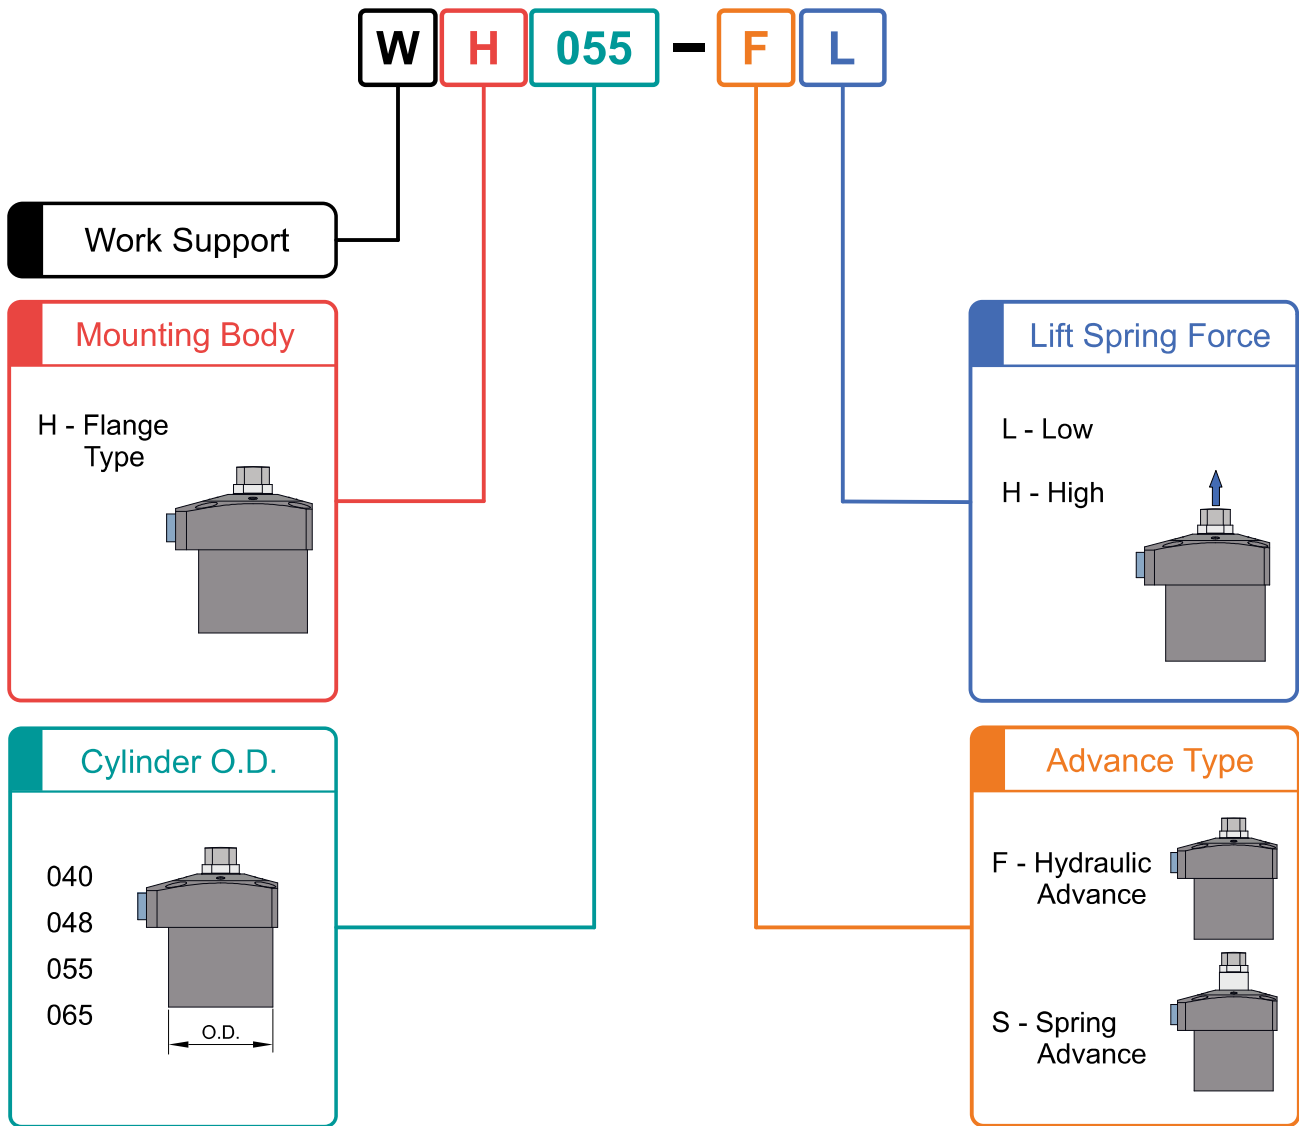 W H 055 - F L
Work Support
Mounting Body
H - Flange
Type
Cylinder O.D.
040
048
055
065
O.D.
Lift Spring Force
L - Low
H - High
Advance Type
F - Hydraulic
Advance
S - Spring
Advance